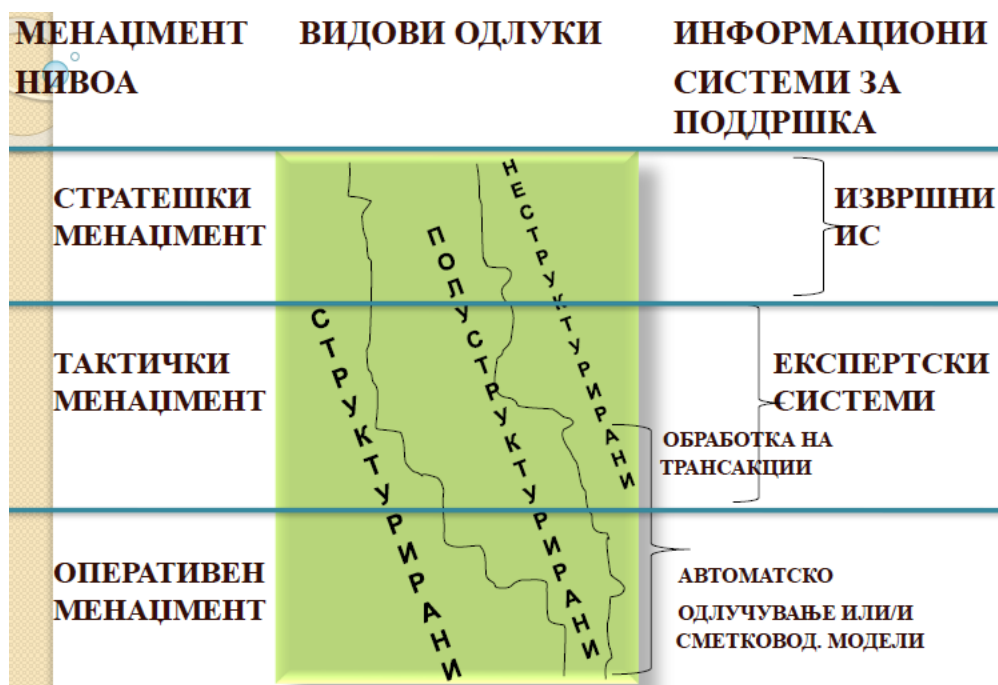 МЕНАЏМЕНТ
НИВОА
ВИДОВИ ОДЛУКИ
ИНФОРМАЦИОНИ
СИСТЕМИ ЗА
ПОДДРШКА
СТРАТЕШКИ
МЕНАЏМЕНТ
НЕСТРУКТУРИРАНИ
ПОЛУСТРУКТУРИРАНИ
СТРУКТУРИРАНИ
ИЗВРШНИ
ИС
ТАКТИЧКИ
МЕНАЏМЕНТ
ЕКСПЕРТСКИ
СИСТЕМИ
ОБРАБОТКА НА
ТРАНСАКЦИИ
ОПЕРАТИВЕН
МЕНАЏМЕНТ
АВТОМАТСКО
ОДЛУЧУВАЊЕ ИЛИ/И
СМЕТКОВОД. МОДЕЛИ